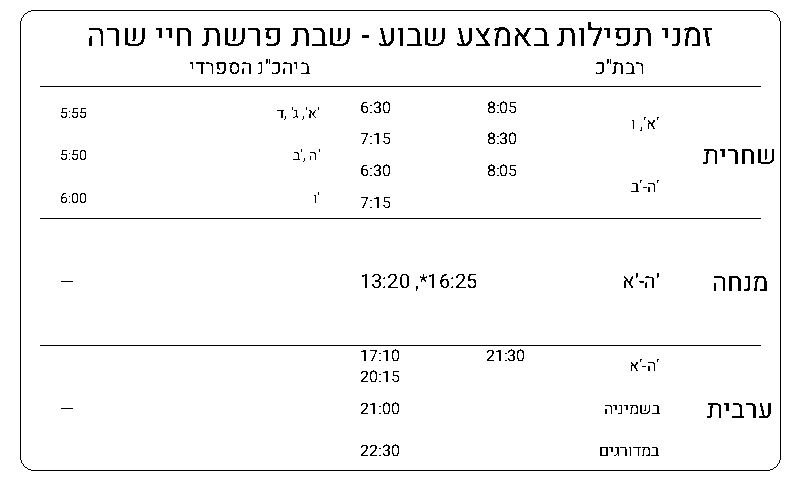 זמני תפילות באמצע שבוע - שבת פרשת חיי שרה
רבת"כ ביהכ"נ הספרדי
שחרית
'א', ו
6:30 8:05
7:15 8:30
'ה-'ב
6:30 8:05
7:15
'א', ג', ד 5:55
'ה ,'ב 5:50
'ו 6:00
מנחה
'ה-'א
13:20 ,*16:25
—
ערבית
'ה-'א
17:10 21:30
20:15
בשמיניה 21:00
במדורגים 22:30
—